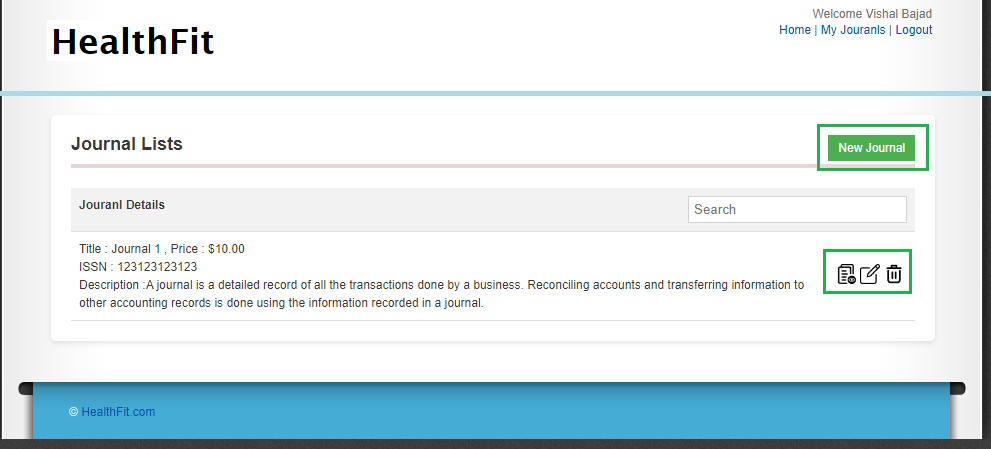 Welcome Vishal Bajad
HealthFit
Home | My Jouranls | Logout
Journal Lists
New Journal
Jouranl Details
Search
Title : Journal 1 , Price : $10.00
ISSN : 123123123123
Description :A journal is a detailed record of all the transactions done by a business. Reconciling accounts and transferring information to
other accounting records is done using the information recorded in a journal.
© HealthFit.com